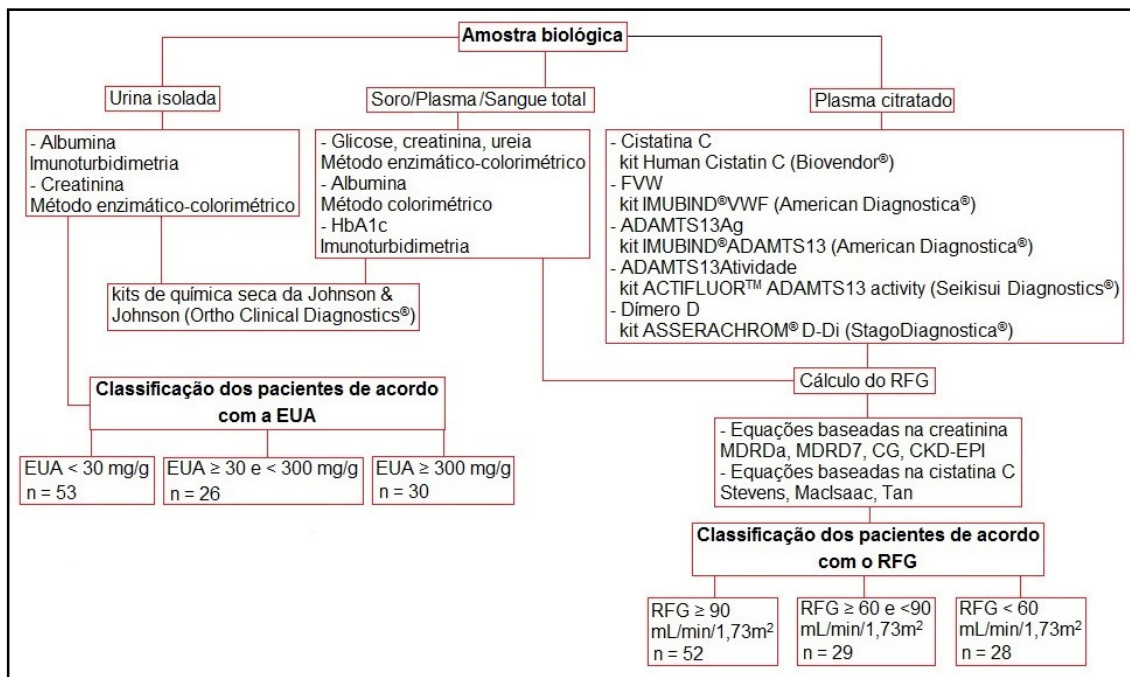 Amostra biológica
Urina isolada
Soro/Plasma/Sangue total
Plasma citratado
- Albumina
Imunoturbidimetria
- Creatinina
Método enzimático-colorimétrico
- Glicose, creatinina, ureia
Método enzimático-colorimétrico
- Albumina
Método colorimétrico
- HbA1c
Imunoturbidimetria
- Cistatina C
kit Human Cistatin C (Biovendor®)
- FVW
kit IMUBIND®VWF (American Diagnostica®)
- ADAMTS13Ag
kit IMUBIND®ADAMTS13 (American Diagnostica®)
- ADAMTS13Atividade
kit ACTIFLUOR™ ADAMTS13 activity (Seikisui Diagnostics®)
- Dímero D
kit ASSERACHROM® D-Di (StagoDiagnostica®)
kits de química seca da Johnson &
Johnson (Ortho Clinical Diagnostics®)
Classificação dos pacientes de acordo
com a EUA
EUA < 30 mg/g
n = 53
EUA ≥ 30 e < 300 mg/g
n = 26
EUA ≥ 300 mg/g
n = 30
Cálculo do RFG
- Equações baseadas na creatinina
MDRDa, MDRD7, CG, CKD-EPI
- Equações baseadas na cistatina C
Stevens, MacIsaac, Tan
Classificação dos pacientes de acordo
com o RFG
RFG ≥ 90
mL/min/1,73m²
n = 52
RFG ≥ 60 e <90
mL/min/1,73m²
n = 29
RFG < 60
mL/min/1,73m²
n = 28